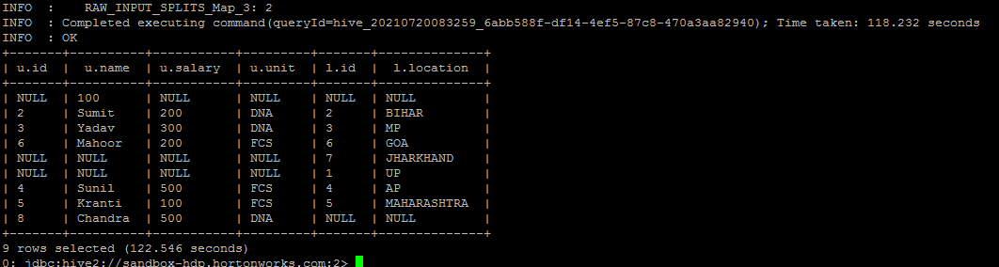 INFO  :     RAW_INPUT_SPLITS_Map_3: 2
INFO  : Completed executing command(queryId=hive_20210720083259_6abb588f-df14-4ef5-87c8-470a3aa82940); Time taken: 118.232 seconds
INFO  : OK
+-------+----------+-----------+---------+-------+--------------+
| u.id  |  u.name  | u.salary  | u.unit  | l.id  |  l.location  |
+-------+----------+-----------+---------+-------+--------------+
| NULL  | 100      | NULL      | NULL    | NULL  | NULL         |
| 2     | Sumit    | 200       | DNA     | 2     | BIHAR        |
| 3     | Yadav    | 300       | DNA     | 3     | MP           |
| 6     | Mahoor   | 200       | FCS     | 6     | GOA          |
| NULL  | NULL     | NULL      | NULL    | 7     | JHARKHAND    |
| NULL  | NULL     | NULL      | NULL    | 1     | UP           |
| 4     | Sunil    | 500       | FCS     | 4     | AP           |
| 5     | Kranti   | 100       | FCS     | 5     | MAHARASHTRA  |
| 8     | Chandra  | 500       | DNA     | NULL  | NULL         |
+-------+----------+-----------+---------+-------+--------------+
9 rows selected (122.546 seconds)
0: jdbc:hive2://sandbox-hdp.hortonworks.com:2>